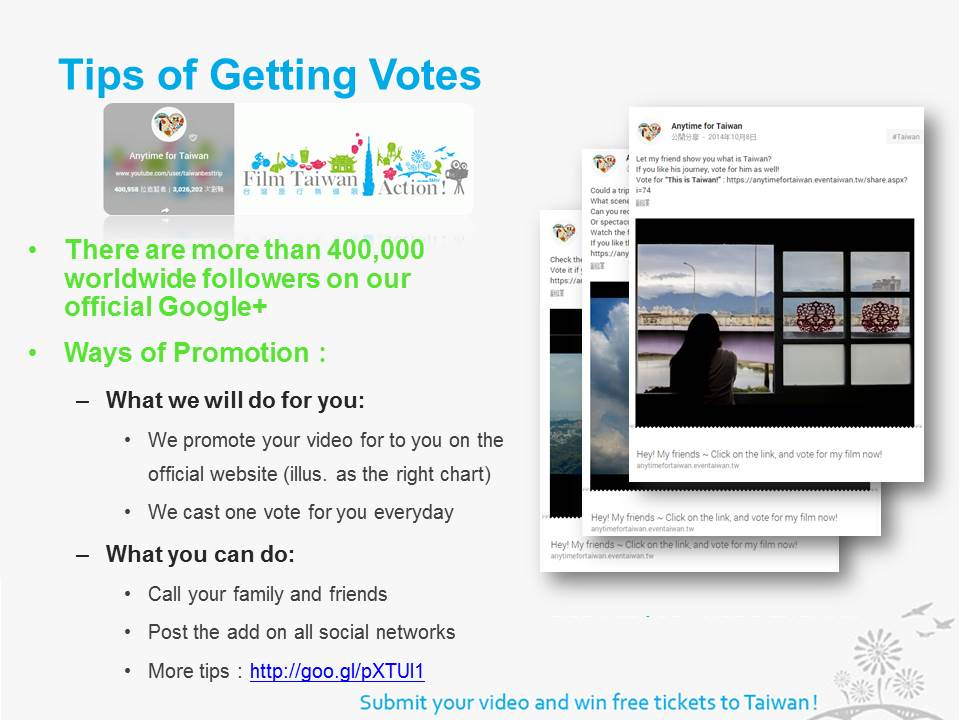 Tips of Getting Votes
Anytime for Taiwan
www.youtube.com/user/taiwanbesttrip
400,958 位追蹤者 | 3,026,202 次瀏覽
Film Taiwan Action!
台灣旅行無雙
• There are more than 400,000
worldwide followers on our
official Google+
• Ways of Promotion：
– What we will do for you:
• We promote your video for to you on the
official website (illus. as the right chart)
• We cast one vote for you everyday
– What you can do:
• Call your family and friends
• Post the add on all social networks
• More tips：http://goo.gl/pXTUl1
Anytime for Taiwan
公開分享 - 2014年10月8日
#Taiwan
Let my friend show you what is Taiwan?
If you like his journey, vote for him as well!
Vote for "This is Taiwan!" : https://anytimefortaiwan.eventaiwan.tw/share.aspx?
i=74
翻譯
Hey! My friends ~ Click on the link, and vote for my film now!
anytimefortaiwan.eventaiwan.tw
Could a trip
What scene
Can you rec
Or spectacu
Watch the f
If you like th
https://any
翻譯
Hey! My friends ~ Click on the link, and vote for my film now!
anytimefortaiwan.eventaiwan.tw
Check the
Vote it if y
https://a
翻譯
Hey! My friends ~ Click on the link, and vote for my film now!
anytimefortaiwan.eventaiwan.tw
Submit your video and win free tickets to Taiwan!